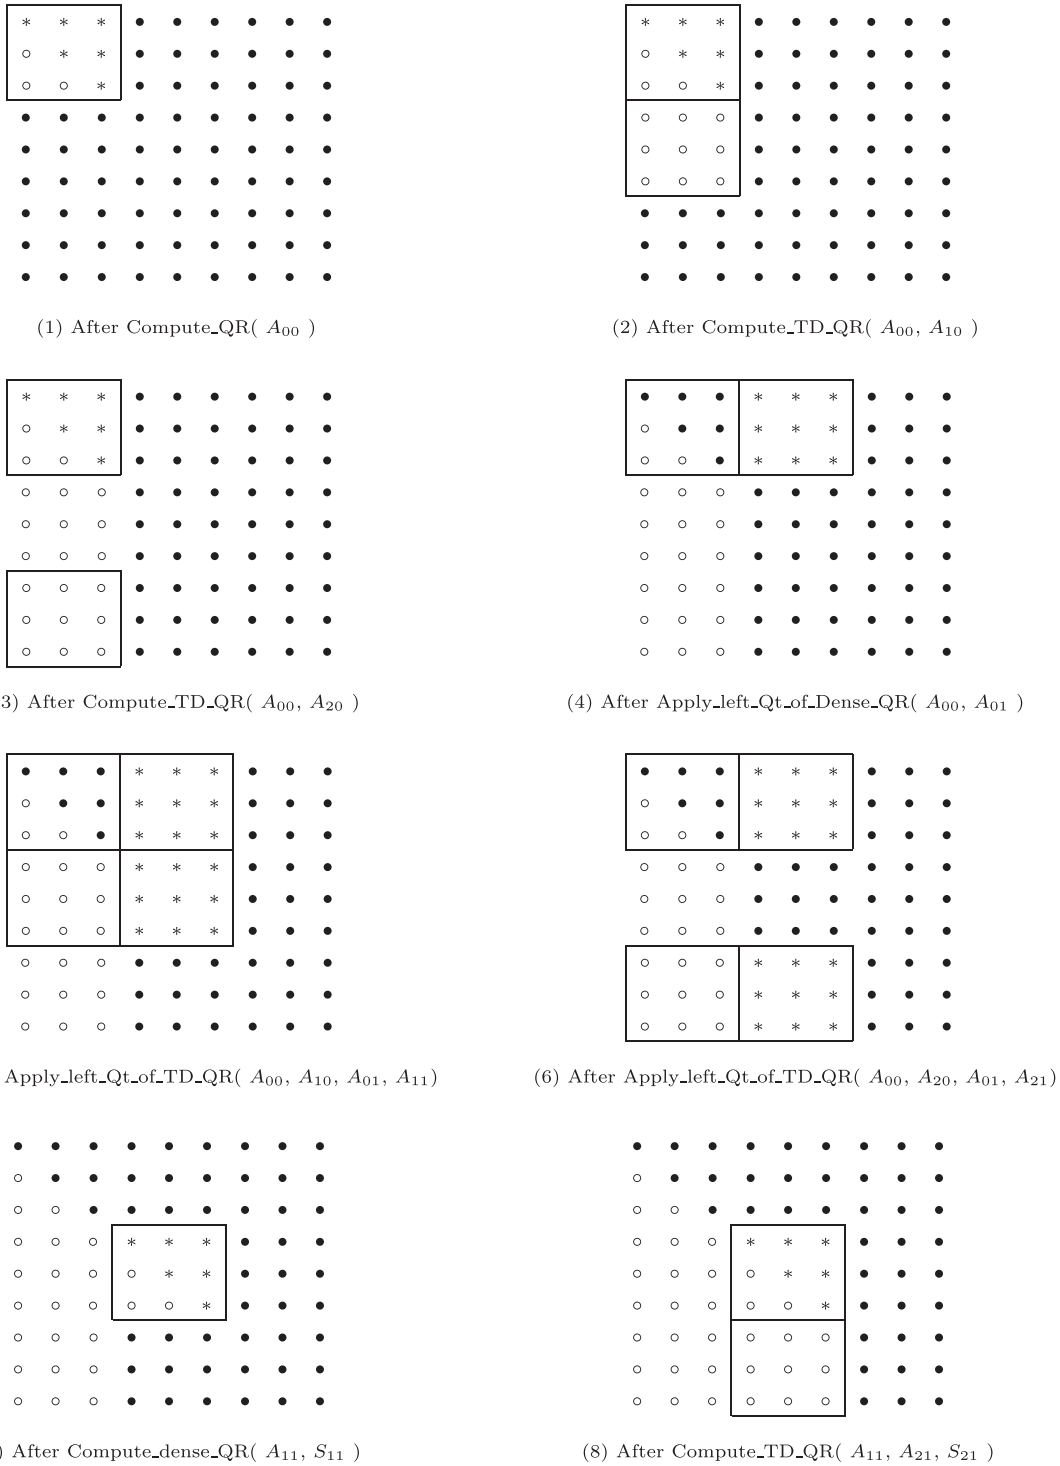 (1) After Compute_QR( A00 )
(2) After Compute_TD_QR( A00, A10 )
3) After Compute_TD_QR( A00, A20 )
(4) After Apply_left_Qt_of_Dense_QR( A00, A01 )
Apply_left_Qt_of_TD_QR( A00, A10, A01, A11)
(6) After Apply_left_Qt_of_TD_QR( A00, A20, A01, A21)
) After Compute_dense_QR( A11, S11 )
(8) After Compute_TD_QR( A11, A21, S21 )